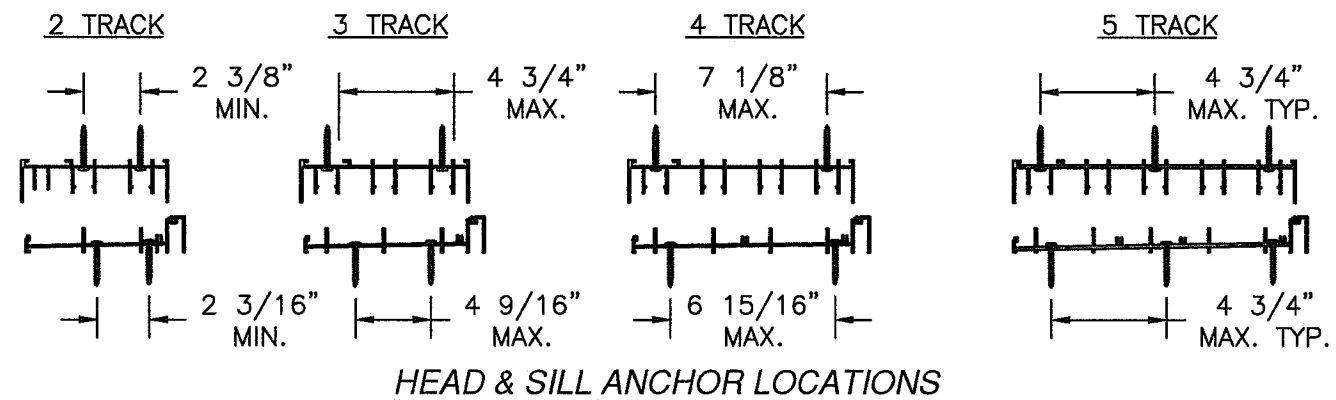 2 TRACK
3 TRACK
4 TRACK
5 TRACK
2 3/8"
MIN.
4 3/4"
MAX.
7 1/8"
MAX.
4 3/4"
MAX. TYP.
2 3/16"
MIN.
4 9/16"
MAX.
6 15/16"
MAX.
4 3/4"
MAX. TYP.
HEAD & SILL ANCHOR LOCATIONS